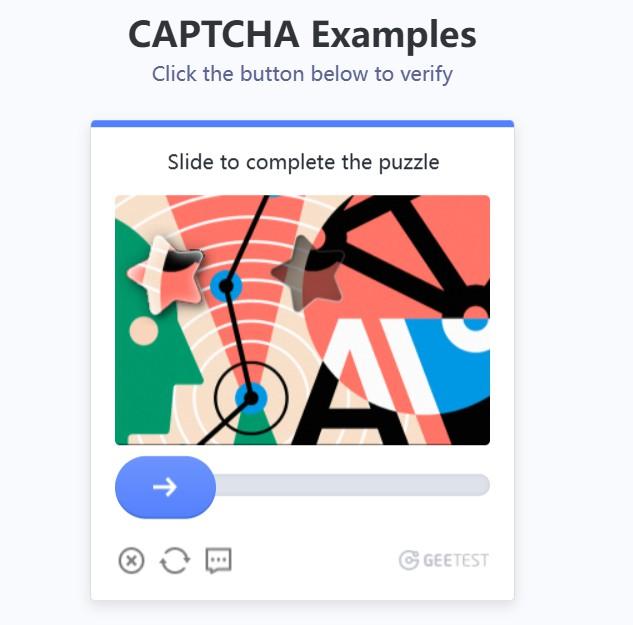 CAPTCHA Examples
Click the button below to verify
Slide to complete the puzzle
AI
GEETEST